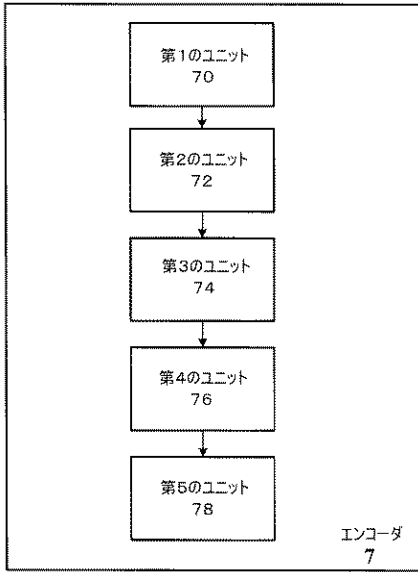 第1のユニット
70
第2のユニット
72
第3のユニット
74
第4のユニット
76
第5のユニット
78
エンコーダ
7